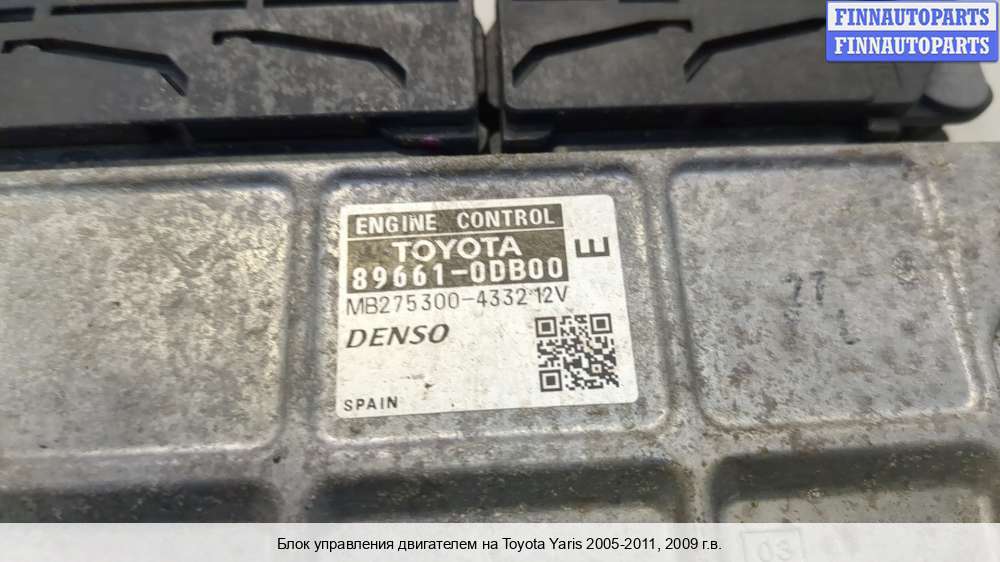 FINNAUTOPARTS
FINNAUTOPARTS
ENGINE CONTROL
TOYOTA
E
89661-0DB00
MB275300-4332 12V
DENSO
SPAIN
03
Блок управления двигателем на Toyota Yaris 2005-2011, 2009 г.в.